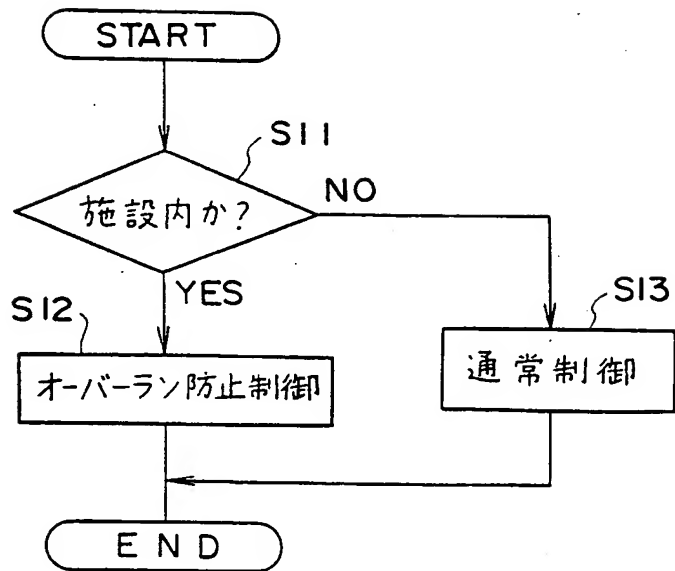 START
S11
施設内か?
NO
YES
S12
S13
オーバーラン防止制御
通常制御
END